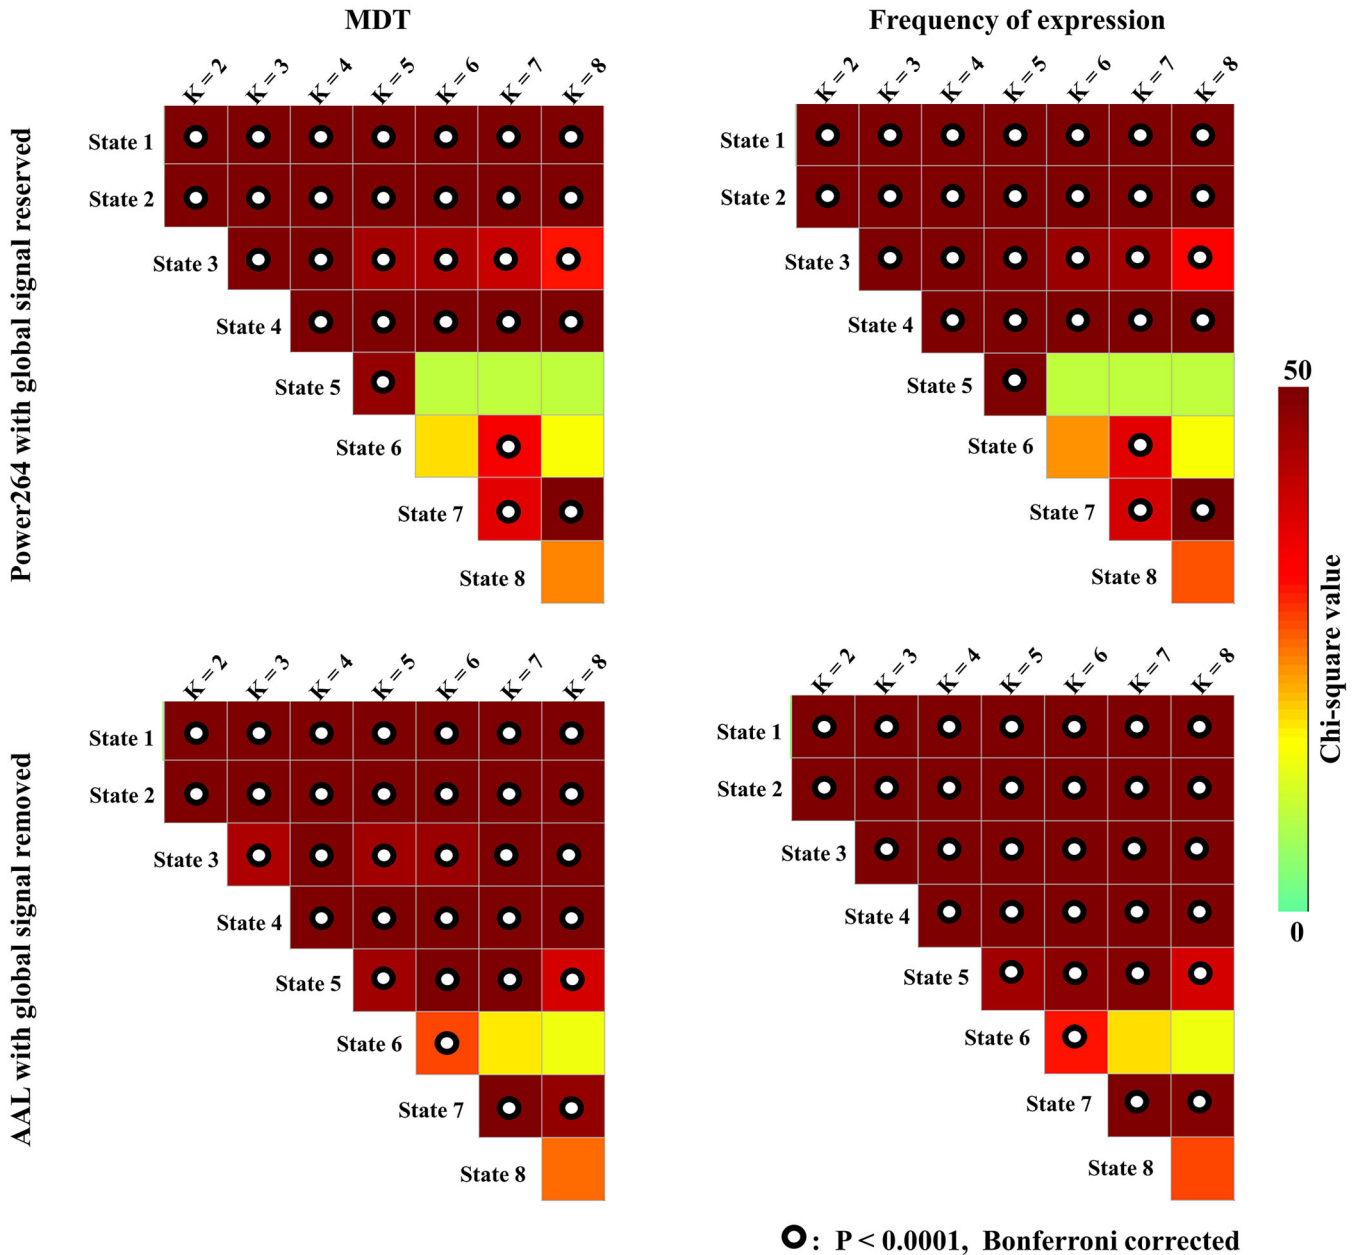 MDT
Frequency of expression
K = 2 K = 3 K = 4 K = 5 K = 6 K = 7 K = 8
K = 2 K = 3 K = 4 K = 5 K = 6 K = 7 K = 8
Power264 with global signal reserved
State 1
State 2
State 3
State 4
State 5
State 6
State 7
State 8
State 1
State 2
State 3
State 4
State 5
State 6
State 7
State 8
50
Chi-square value
0
K = 2 K = 3 K = 4 K = 5 K = 6 K = 7 K = 8
K = 2 K = 3 K = 4 K = 5 K = 6 K = 7 K = 8
AAL with global signal removed
State 1
State 2
State 3
State 4
State 5
State 6
State 7
State 8
State 1
State 2
State 3
State 4
State 5
State 6
State 7
State 8
: P < 0.0001, Bonferroni corrected